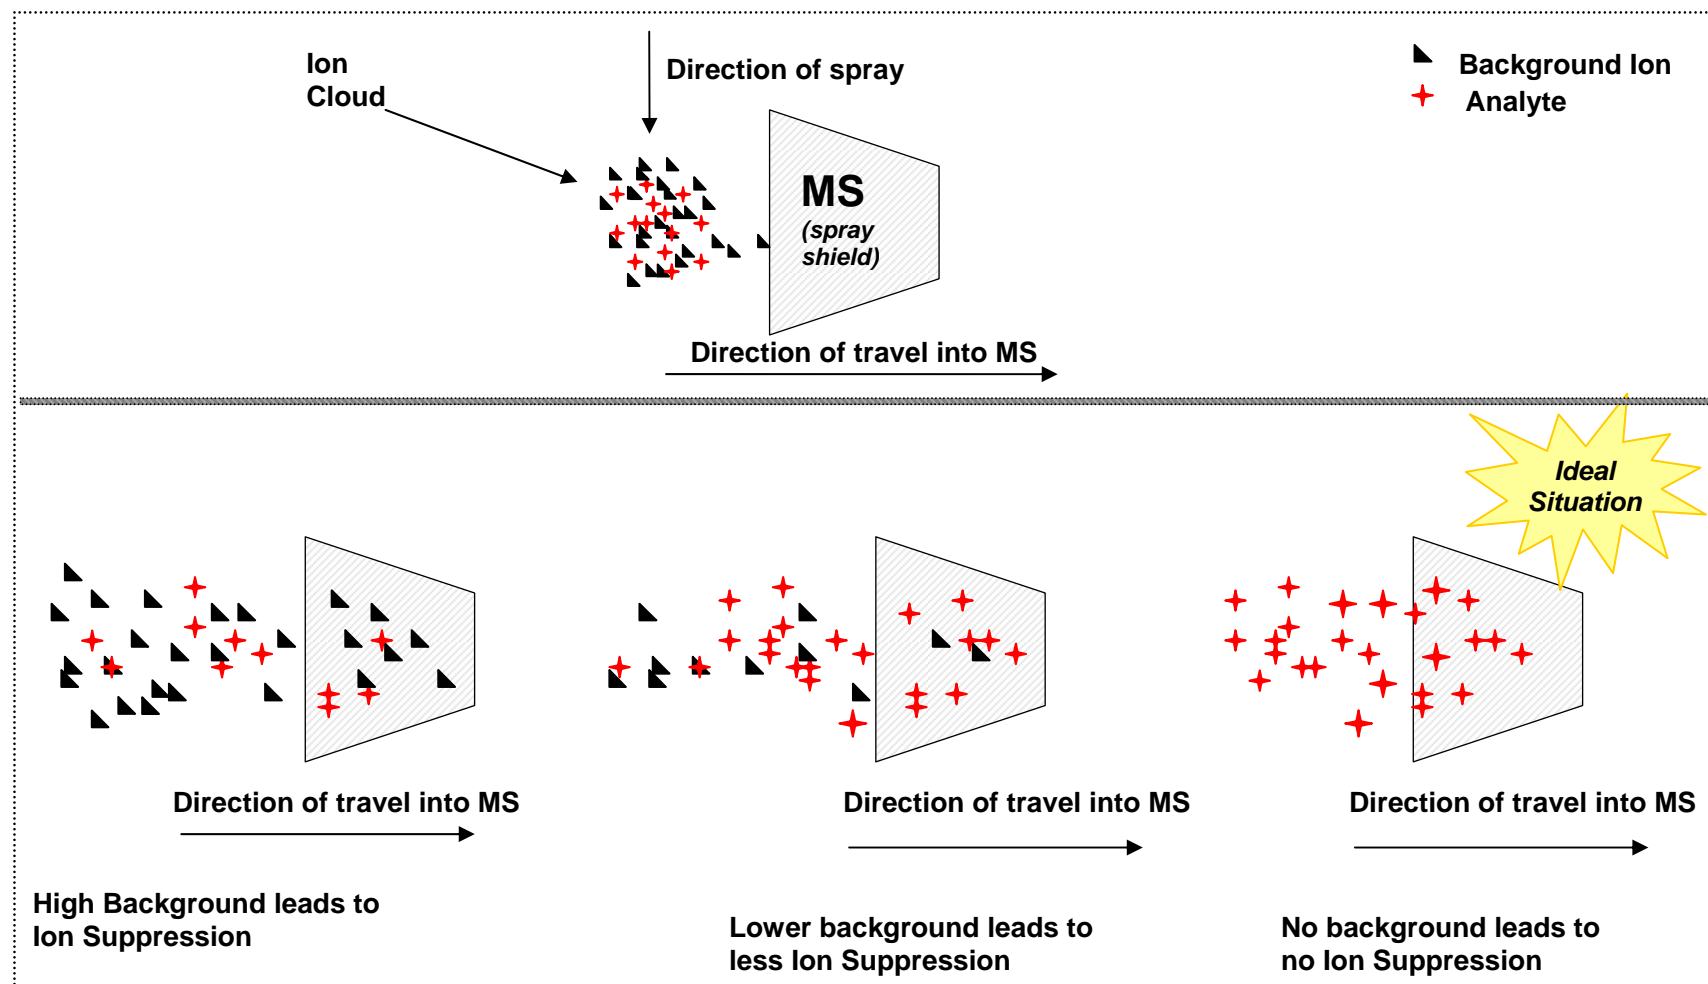 Ion
Cloud
Direction of spray
Background Ion
Analyte
MS
(spray
shield)
Direction of travel into MS
Ideal
Situation
Direction of travel into MS
Direction of travel into MS
Direction of travel into MS
High Background leads to
Ion Suppression
Lower background leads to
less Ion Suppression
No background leads to
no Ion Suppression